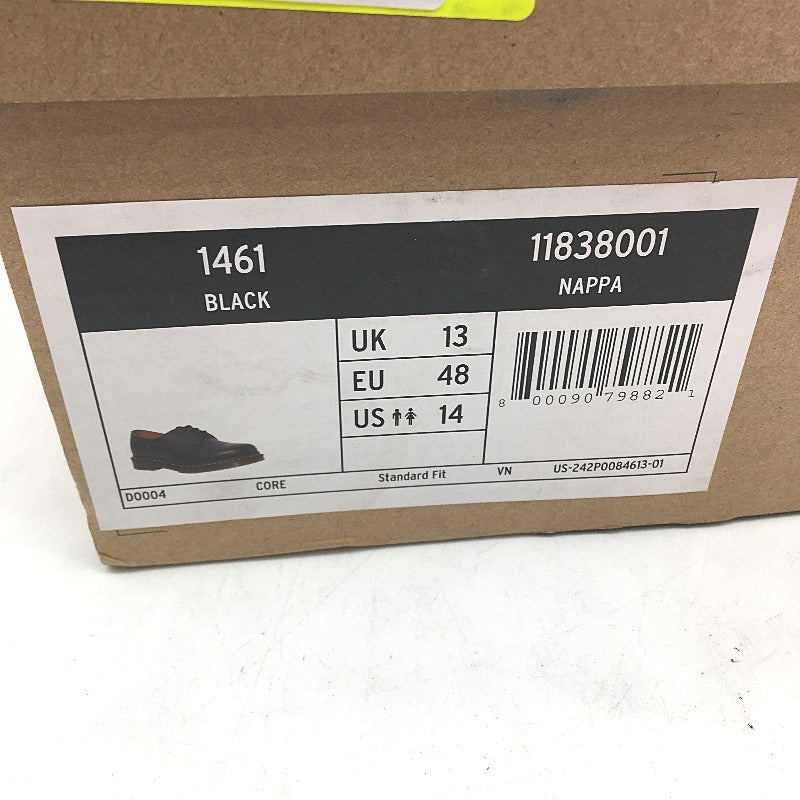 1461
BLACK
11838001
NAPPA
UK 13
EU 48
US 14
8 00090 79882 1
D0004 CORE Standard Fit VN US-242P0084613-01